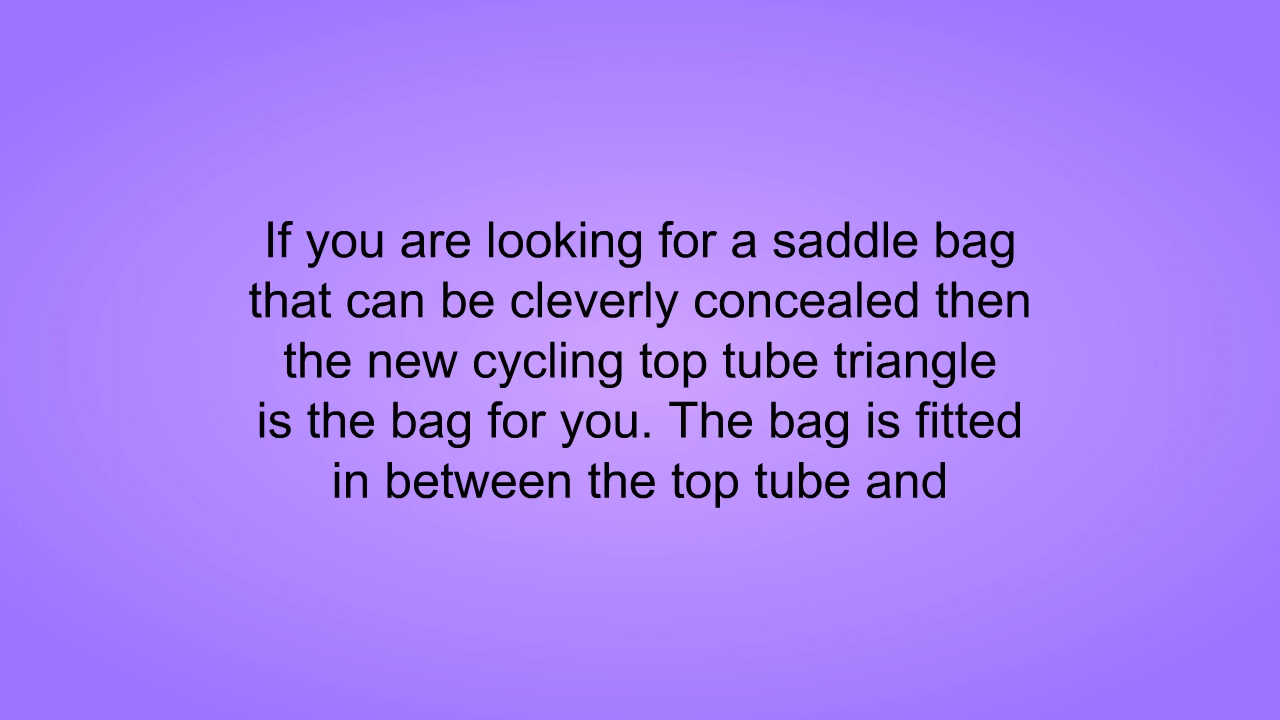 If you are looking for a saddle bag
that can be cleverly concealed then
the new cycling top tube triangle
is the bag for you. The bag is fitted
in between the top tube and